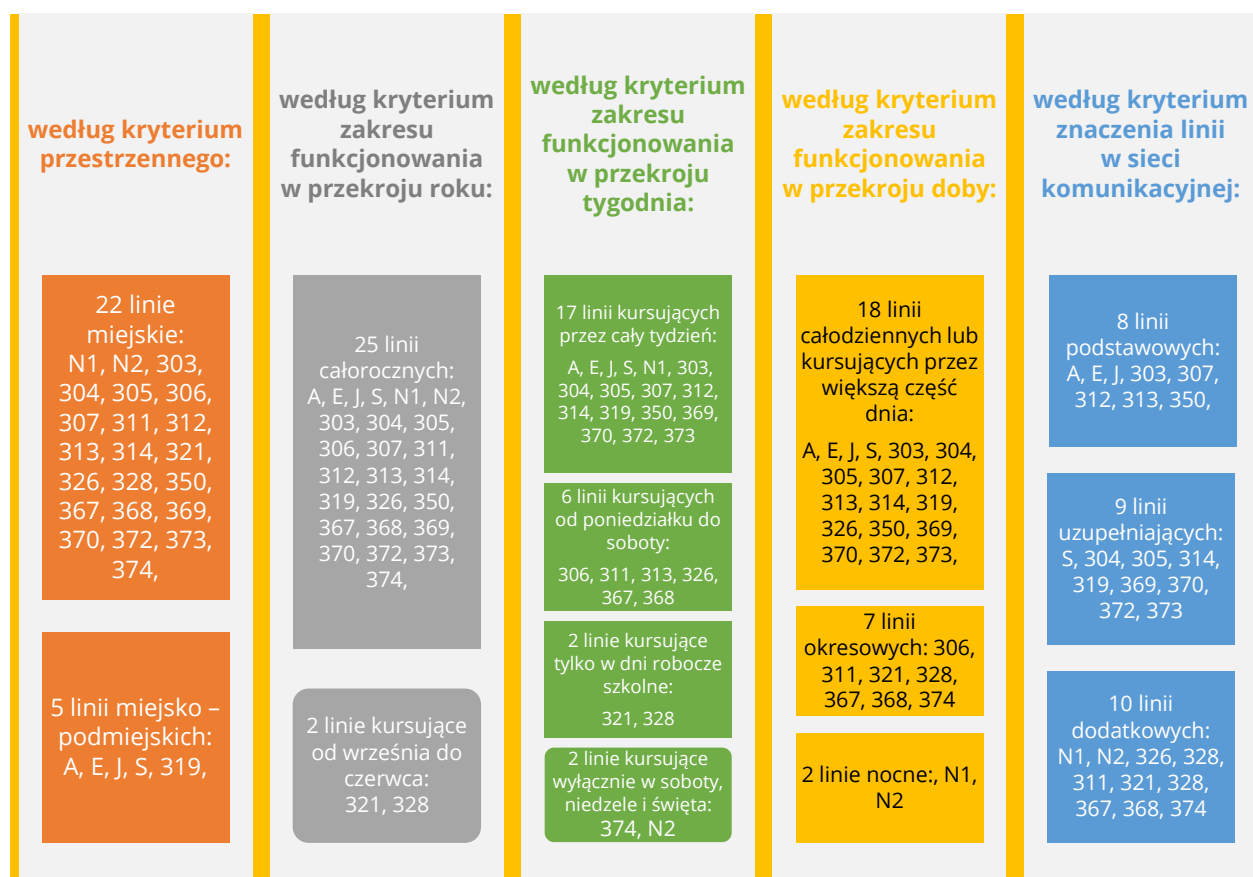 według kryterium
przestrzennego:
22 linie
miejskie:
N1, N2, 303,
304, 305, 306,
307, 311, 312,
313, 314, 321,
326, 328, 350,
367, 368, 369,
370, 372, 373,
374,
5 linii miejsko –
podmiejskich:
A, E, J, S, 319,
według kryterium
zakresu
funkcjonowania
w przekroju roku:
25 linii
całorocznych:
A, E, J, S, N1, N2,
303, 304, 305,
306, 307, 311,
312, 313, 314,
319, 326, 350,
367, 368, 369,
370, 372, 373,
374,
2 linie kursujące
od września do
czerwca:
321, 328
według kryterium
zakresu
funkcjonowania
w przekroju
tygodnia:
17 linii kursujących
przez cały tydzień:
A, E, J, S, N1, 303,
304, 305, 307, 312,
314, 319, 350, 369,
370, 372, 373
6 linii kursujących
od poniedziałku do
soboty:
306, 311, 313, 326,
367, 368
2 linie kursujące
tylko w dni robocze
szkolne:
321, 328
2 linie kursujące
wyłącznie w soboty,
niedzele i święta:
374, N2
według kryterium
zakresu
funkcjonowania
w przekroju doby:
18 linii
całodziennych lub
kursujących przez
większą część
dnia:
A, E, J, S, 303, 304,
305, 307, 312,
313, 314, 319,
326, 350, 369,
370, 372, 373,
7 linii
okresowych: 306,
311, 321, 328,
367, 368, 374
2 linie nocne:, N1,
N2
według kryterium
znaczenia linii
w sieci
komunikacyjnej:
8 linii
podstawowych:
A, E, J, 303, 307,
312, 313, 350,
9 linii
uzupełniających:
S, 304, 305, 314,
319, 369, 370,
372, 373
10 linii
dodatkowych:
N1, N2, 326, 328,
311, 321, 328,
367, 368, 374